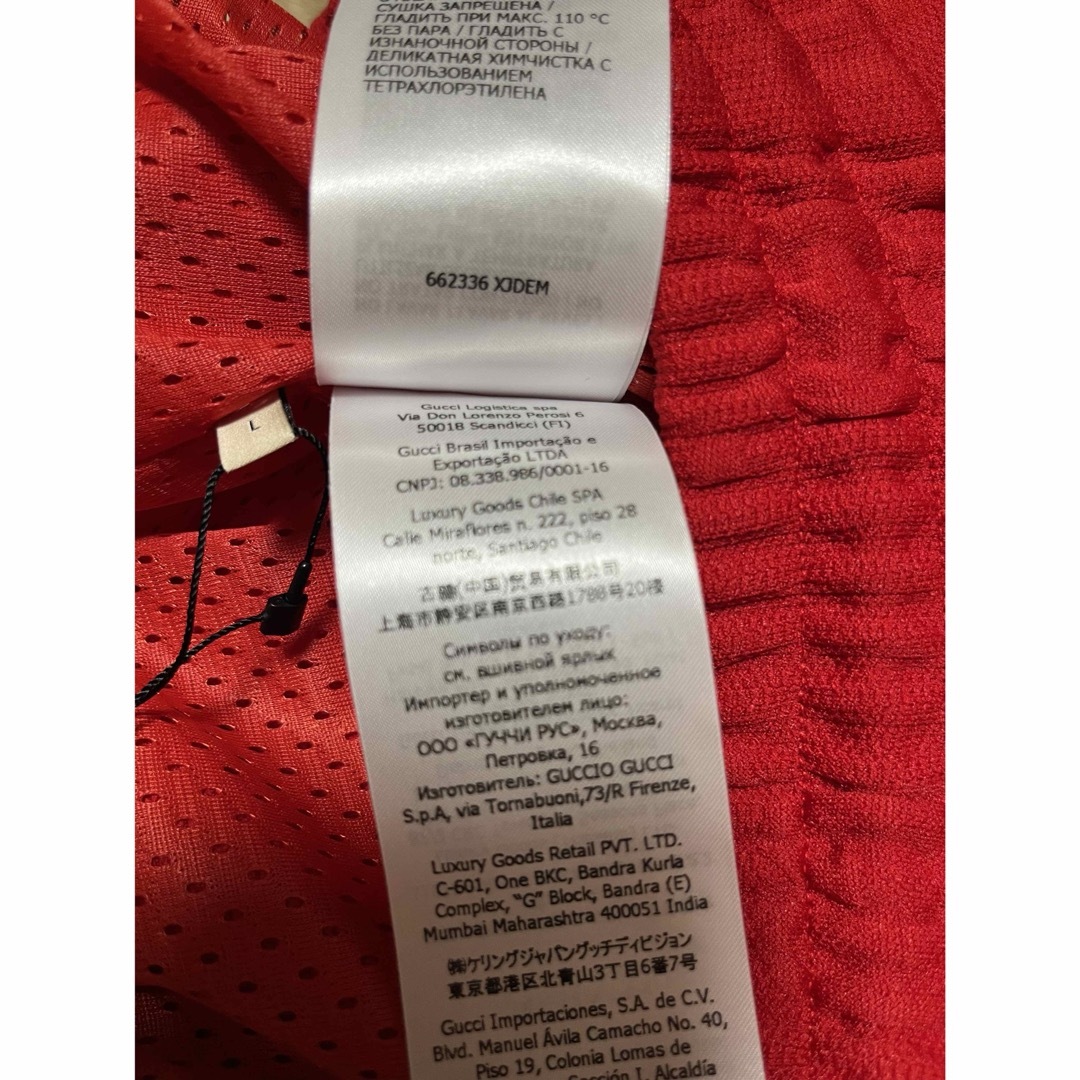 СУШКА ЗАПРЕЩЕНА /
ГЛАДИТЬ ПРИ МАКС. 110 °C
БЕЗ ПАРА / ГЛАДИТЬ С
ИЗНАНОЧНОЙ СТОРОНЫ /
ДЕЛИКАТНАЯ ХИМЧИСТКА С
ИСПОЛЬЗОВАНИЕМ
ТЕТРАХЛОРЭТИЛЕНА
662336 XJDEM
L
Gucci Logistica spa
Via Don Lorenzo Perosi 6
50018 Scandicci (FI)
Gucci Brasil Importação e
Exportação LTDA
CNPJ: 08.338.986/0001-16
Luxury Goods Chile SPA
Calle Miraflores n. 222, piso 28
norte, Santiago Chile
古驰(中国)贸易有限公司
上海市静安区南京西路1788号20楼
Символы по уходу:
см. вшивной ярлык
Импортер и уполномоченное
изготовителем лицо:
ООО «ГУЧЧИ РУС», Москва,
Петровка, 16
Изготовитель: GUCCIO GUCCI
S.p.A, via Tornabuoni,73/R Firenze,
Italia
Luxury Goods Retail PVT. LTD.
C-601, One BKC, Bandra Kurla
Complex, “G” Block, Bandra (E)
Mumbai Maharashtra 400051 India
㈱ケリングジャパングッチディビジョン
東京都港区北青山3丁目6番7号
Gucci Importaciones, S.A. de C.V.
Blvd. Manuel Ávila Camacho No. 40,
Piso 19, Colonia Lomas de
Sección I, Alcaldía